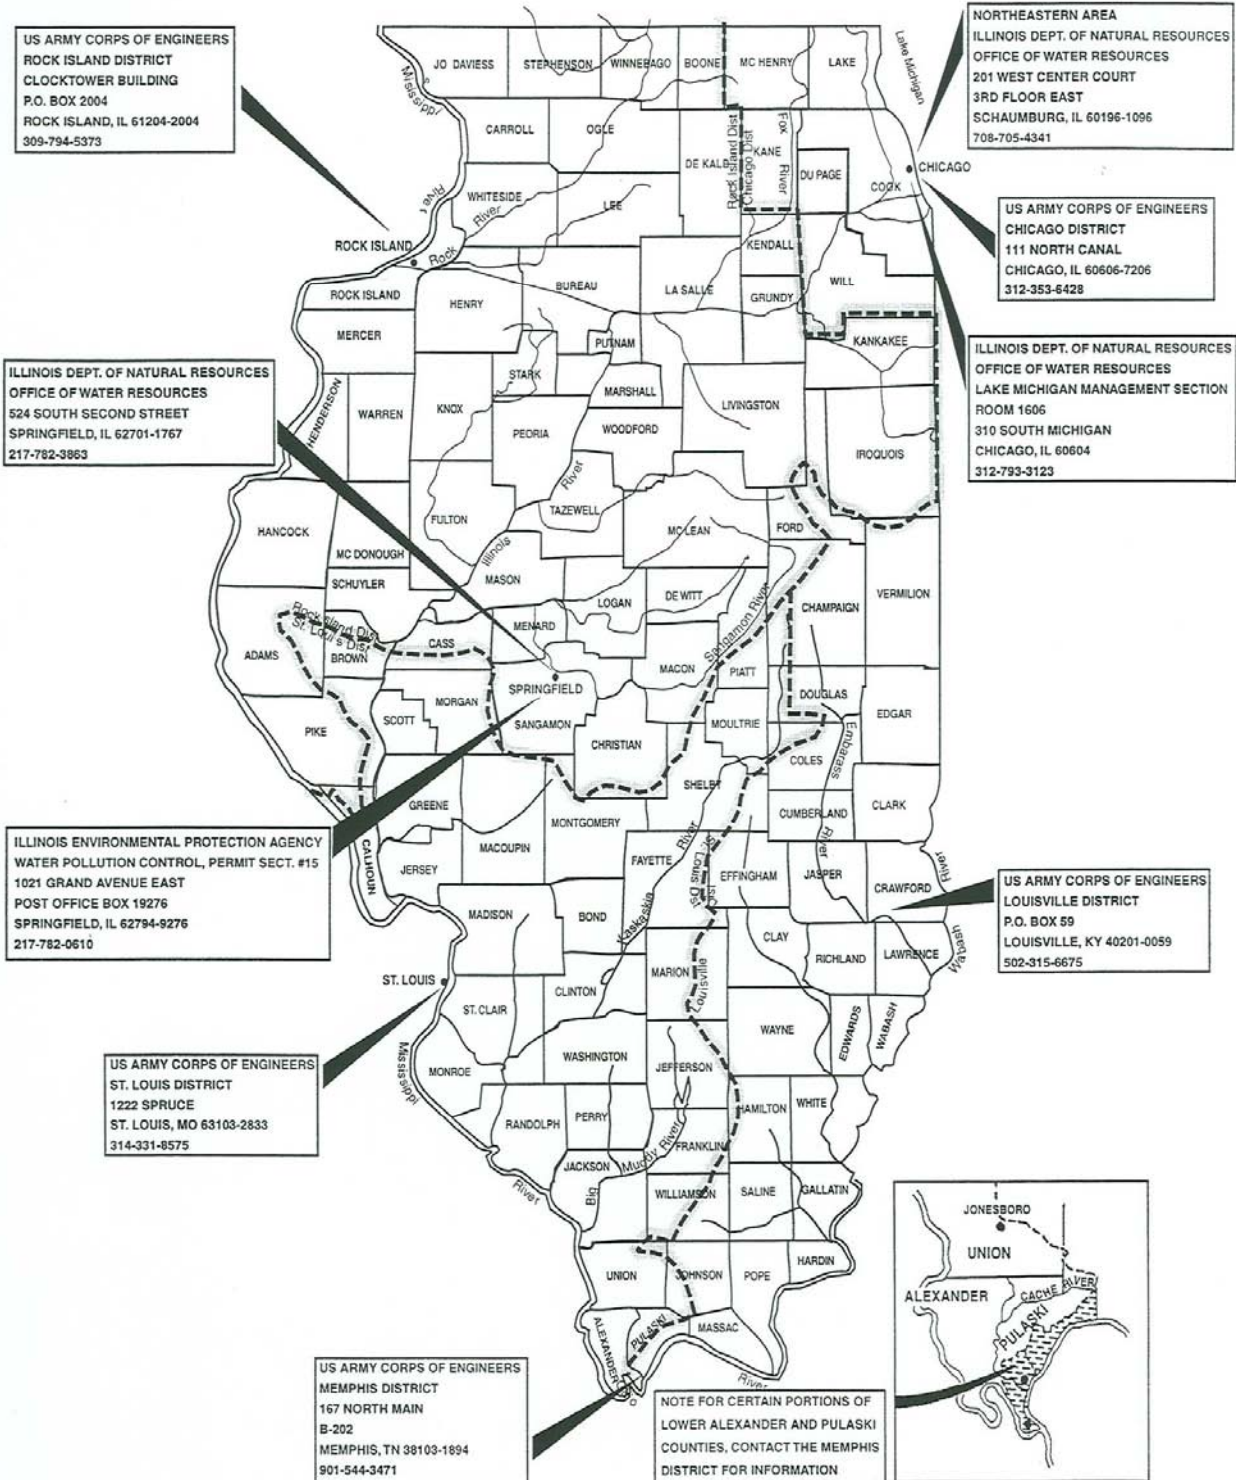 US ARMY CORPS OF ENGINEERS
ROCK ISLAND DISTRICT
CLOCKTOWER BUILDING
P.O. BOX 2004
ROCK ISLAND, IL 61204-2004
309-794-5373
NORTHEASTERN AREA
ILLINOIS DEPT. OF NATURAL RESOURCES
OFFICE OF WATER RESOURCES
201 WEST CENTER COURT
3RD FLOOR EAST
SCHAUMBURG, IL 60196-1096
708-705-4341
US ARMY CORPS OF ENGINEERS
CHICAGO DISTRICT
111 NORTH CANAL
CHICAGO, IL 60606-7206
312-353-6428
ILLINOIS DEPT. OF NATURAL RESOURCES
OFFICE OF WATER RESOURCES
LAKE MICHIGAN MANAGEMENT SECTION
ROOM 1606
310 SOUTH MICHIGAN
CHICAGO, IL 60604
312-793-3123
ILLINOIS DEPT. OF NATURAL RESOURCES
OFFICE OF WATER RESOURCES
524 SOUTH SECOND STREET
SPRINGFIELD, IL 62701-1767
217-782-3863
ILLINOIS ENVIRONMENTAL PROTECTION AGENCY
WATER POLLUTION CONTROL, PERMIT SECT. #15
1021 GRAND AVENUE EAST
POST OFFICE BOX 19276
SPRINGFIELD, IL 62794-9276
217-782-0610
US ARMY CORPS OF ENGINEERS
LOUISVILLE DISTRICT
P.O. BOX 59
LOUISVILLE, KY 40201-0059
502-315-6675
US ARMY CORPS OF ENGINEERS
ST. LOUIS DISTRICT
1222 SPRUCE
ST. LOUIS, MO 63103-2833
314-331-8575
US ARMY CORPS OF ENGINEERS
MEMPHIS DISTRICT
167 NORTH MAIN
B-202
MEMPHIS, TN 38103-1894
901-544-3471
NOTE FOR CERTAIN PORTIONS OF
LOWER ALEXANDER AND PULASKI
COUNTIES, CONTACT THE MEMPHIS
DISTRICT FOR INFORMATION
JO DAVIESS
STEPHENSON
WINNEBAGO
BOONE
MC HENRY
LAKE
Lake Michigan
Mississippi
River
CARROLL
OGLE
DE KALB
Rock Island Dist
Chicago Dist
KANE
Fox
River
DU PAGE
COOK
CHICAGO
WHITESIDE
LEE
Rock
River
ROCK ISLAND
KENDALL
ROCK ISLAND
HENRY
BUREAU
LA SALLE
GRUNDY
WILL
MERCER
PUTNAM
KANKAKEE
STARK
MARSHALL
HENDERSON
WARREN
KNOX
PEORIA
WOODFORD
LIVINGSTON
IROQUOIS
River
HANCOCK
MC DONOUGH
FULTON
Illinois
TAZEWELL
MC LEAN
FORD
SCHUYLER
MASON
LOGAN
DE WITT
CHAMPAIGN
VERMILION
Rock Island Dist
St. Louis Dist
ADAMS
BROWN
CASS
MENARD
Sangamon River
MACON
PIATT
SPRINGFIELD
SANGAMON
DOUGLAS
EDGAR
MORGAN
SCOTT
PIKE
CHRISTIAN
MOULTRIE
COLES
Embarass
River
SHELBY
GREENE
MONTGOMERY
CUMBERLAND
CLARK
CALHOUN
JERSEY
MACOUPIN
FAYETTE
River
St. Louis Dist
EFFINGHAM
JASPER
CRAWFORD
River
MADISON
BOND
Kaskaskia
CLAY
RICHLAND
LAWRENCE
Wabash
ST. LOUIS
MARION
Louisville
Dist
ST. CLAIR
CLINTON
WAYNE
EDWARDS
WABASH
Mississippi
MONROE
WASHINGTON
JEFFERSON
HAMILTON
WHITE
RANDOLPH
PERRY
FRANKLIN
Big
Muddy River
JACKSON
River
WILLIAMSON
SALINE
GALLATIN
UNION
JOHNSON
POPE
HARDIN
ALEXANDER
PULASKI
MASSAC
River
JONESBORO
UNION
ALEXANDER
CACHE RIVER
PULASKI